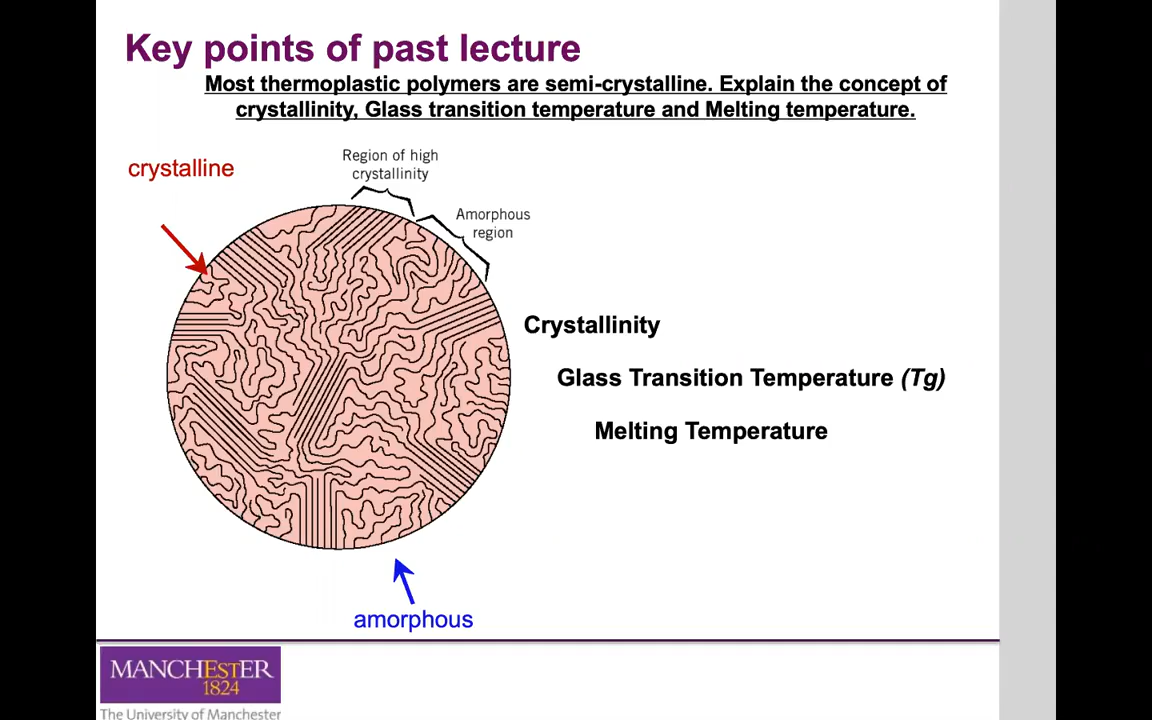 Key points of past lecture
Most thermoplastic polymers are semi-crystalline. Explain the concept of
crystallinity, Glass transition temperature and Melting temperature.
crystalline
Region of high
crystallinity
Amorphous
region
Crystallinity
Glass Transition Temperature (Tg)
Melting Temperature
amorphous
MANCHESTER
1824
The University of Manchester